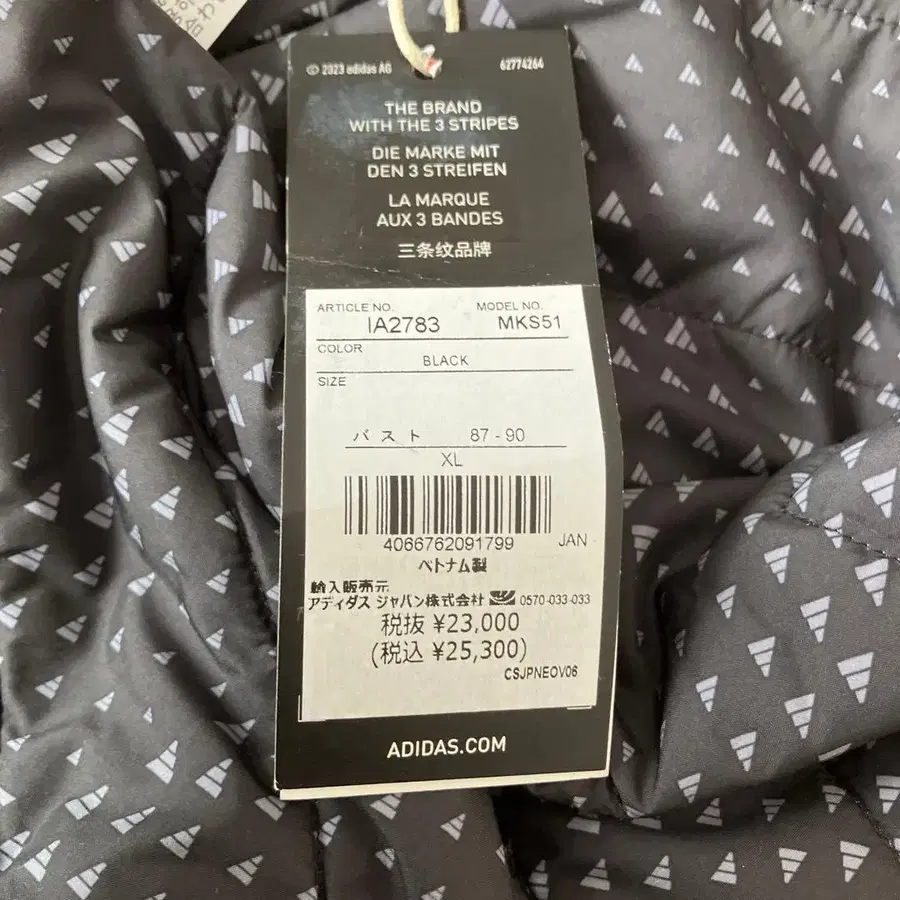 © 2023 adidas AG 62774264
THE BRAND
WITH THE 3 STRIPES
DIE MARKE MIT
DEN 3 STREIFEN
LA MARQUE
AUX 3 BANDES
三条纹品牌
ARTICLE NO. MODEL NO.
IA2783 MKS51
COLOR
BLACK
SIZE
バスト 87-90
XL
4066762091799 JAN
ベトナム製
輸入販売元
アディダス ジャパン株式会社 0570-033-033
税抜 ¥23,000
(税込 ¥25,300)
CSJPNEOV06
ADIDAS.COM